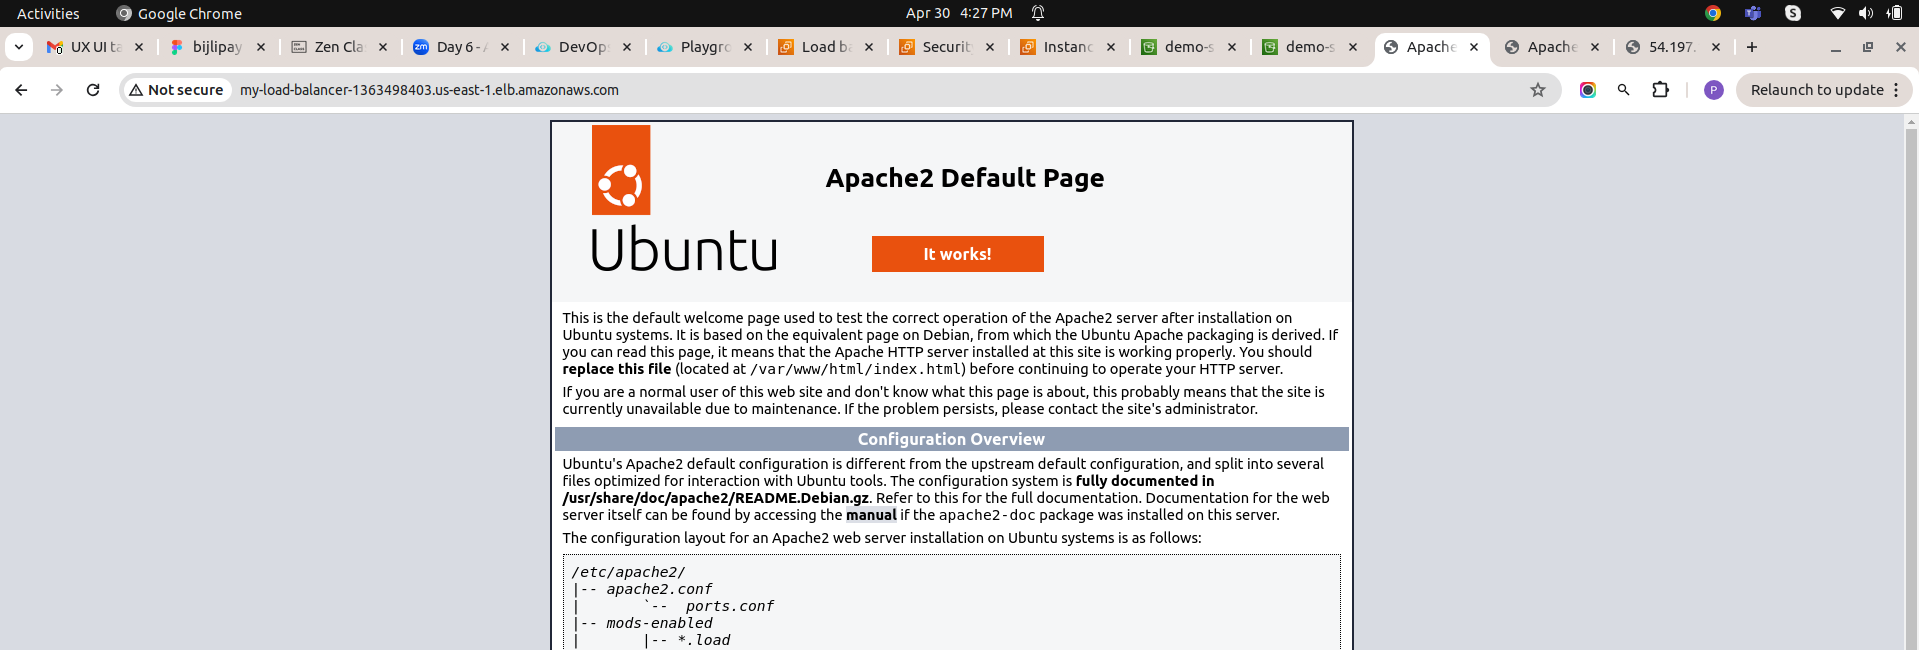 Activities
Google Chrome
Apr 30 4:27 PM
UX UI ta
bijlipay
Zen Cla
Day 6 - A
DevOps
Playgro
Load ba
Security
Instanc
demo-s
demo-s
Apache
Apache
54.197.
Not secure
my-load-balancer-1363498403.us-east-1.elb.amazonaws.com
P
Relaunch to update
Apache2 Default Page
Ubuntu
It works!
This is the default welcome page used to test the correct operation of the Apache2 server after installation on
Ubuntu systems. It is based on the equivalent page on Debian, from which the Ubuntu Apache packaging is derived. If
you can read this page, it means that the Apache HTTP server installed at this site is working properly. You should
replace this file (located at /var/www/html/index.html) before continuing to operate your HTTP server.
If you are a normal user of this web site and don't know what this page is about, this probably means that the site is
currently unavailable due to maintenance. If the problem persists, please contact the site's administrator.
Configuration Overview
Ubuntu's Apache2 default configuration is different from the upstream default configuration, and split into several
files optimized for interaction with Ubuntu tools. The configuration system is fully documented in
/usr/share/doc/apache2/README.Debian.gz. Refer to this for the full documentation. Documentation for the web
server itself can be found by accessing the manual if the apache2-doc package was installed on this server.
The configuration layout for an Apache2 web server installation on Ubuntu systems is as follows:
/etc/apache2/
|-- apache2.conf
|       `--  ports.conf
|-- mods-enabled
|       |-- *.load